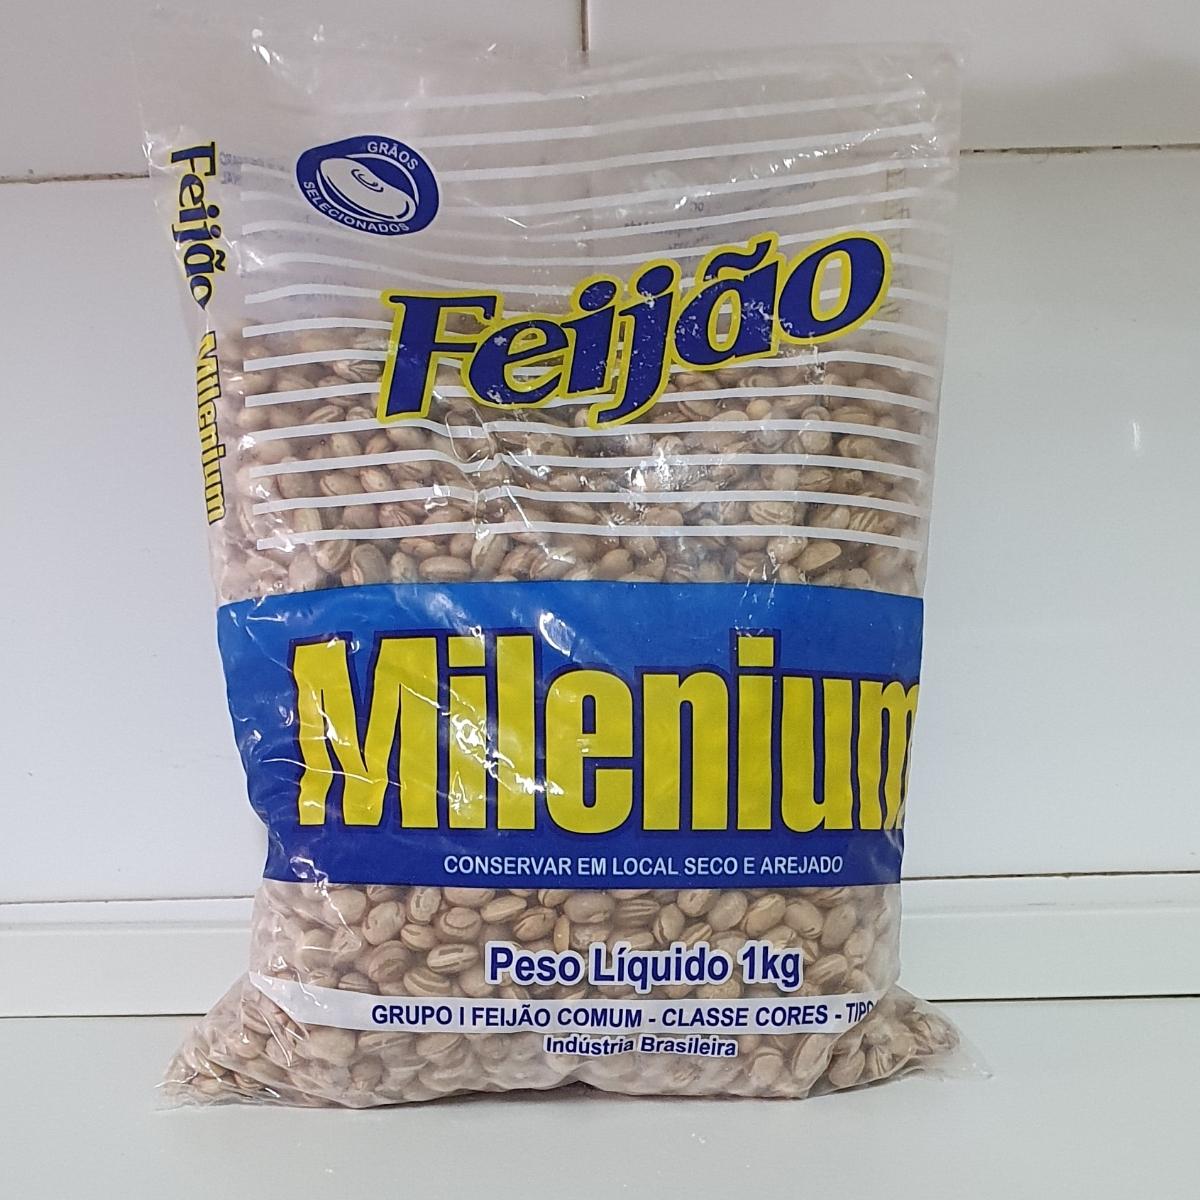 GRÃOS
SELECIONADOS
Feijão Milenium
Feijão
Milenium
CONSERVAR EM LOCAL SECO E AREJADO
Peso Líquido 1kg
GRUPO I FEIJÃO COMUM - CLASSE CORES - TIPO
Indústria Brasileira